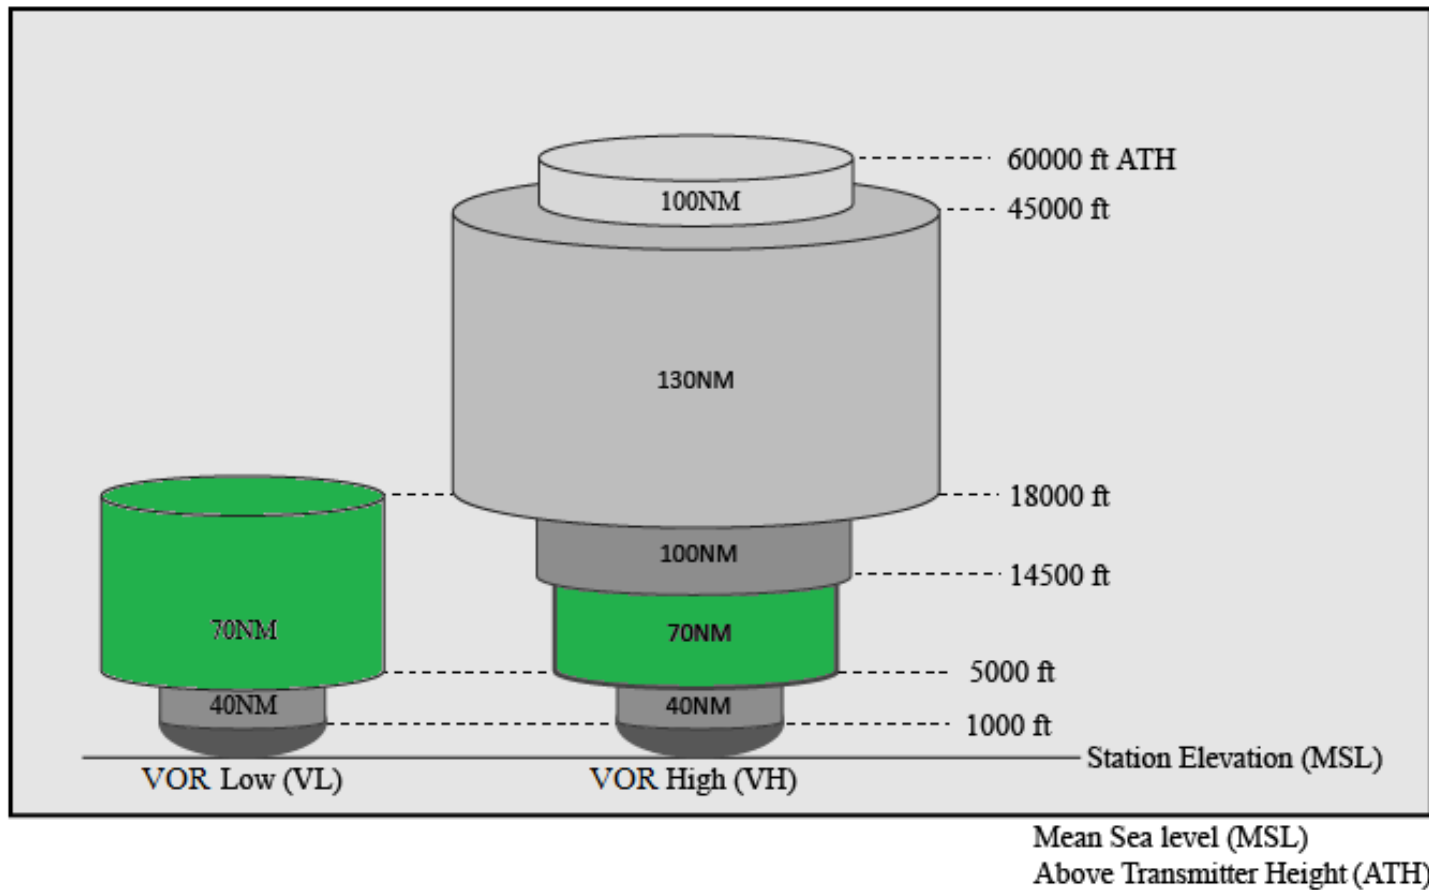 60000 ft ATH
100NM
45000 ft
130NM
18000 ft
100NM
14500 ft
70NM
70NM
5000 ft
40NM
40NM
1000 ft
Station Elevation (MSL)
VOR Low (VL)
VOR High (VH)
Mean Sea level (MSL)
Above Transmitter Height (ATH)